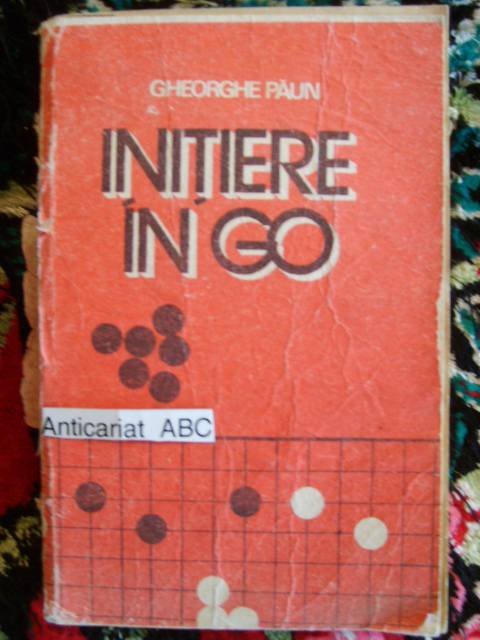 GHEORGHE PĂUN
INIȚIERE
ÎN GO
Anticariat ABC